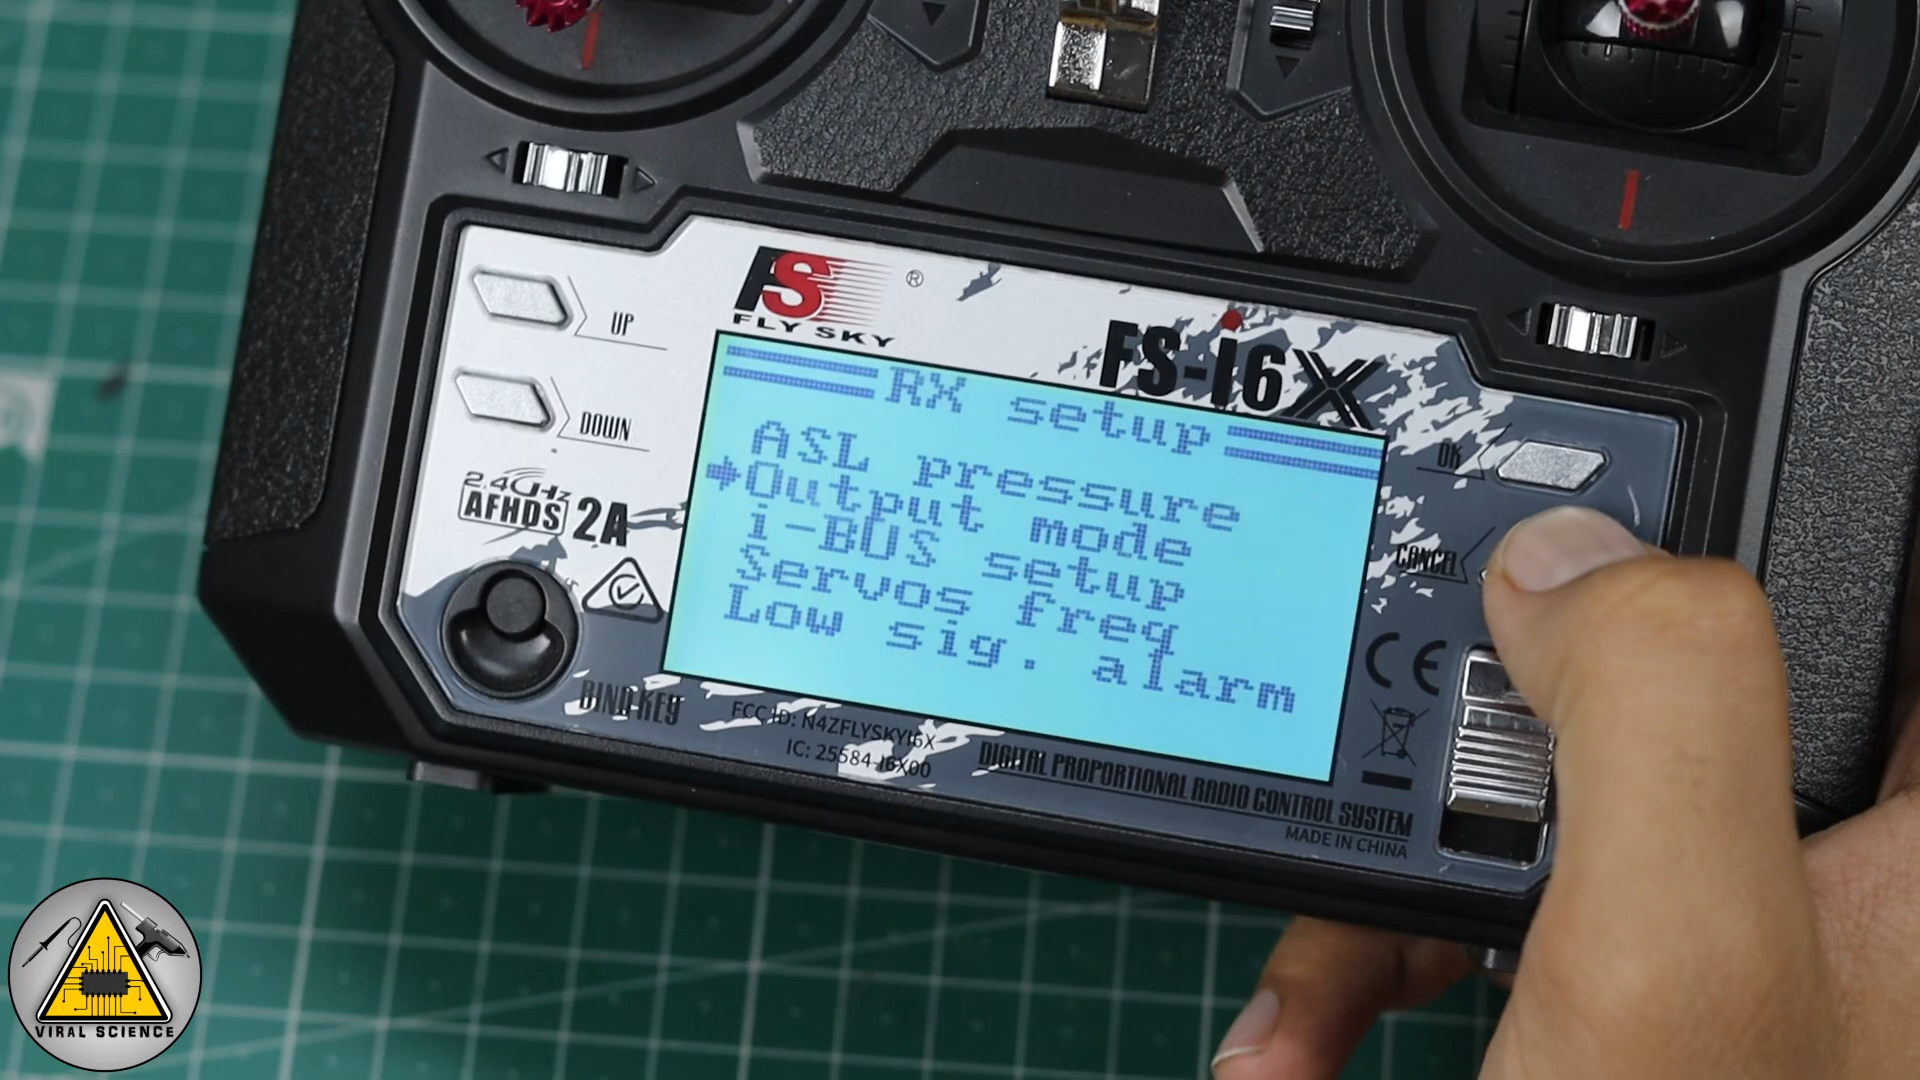 UP
DOWN
FS
®
FLY SKY
FS-i6X
RX setup
ASL pressure
Output mode
i-BUS setup
Servos freq
Low sig. alarm
OK
CANCEL
2.4GHz
AFHDS 2A
BIND KEY
FCC ID: N4ZFLYSKYI6X
IC: 25584-I6X00
DIGITAL PROPORTIONAL RADIO CONTROL SYSTEM
MADE IN CHINA
CE
VIRAL SCIENCE